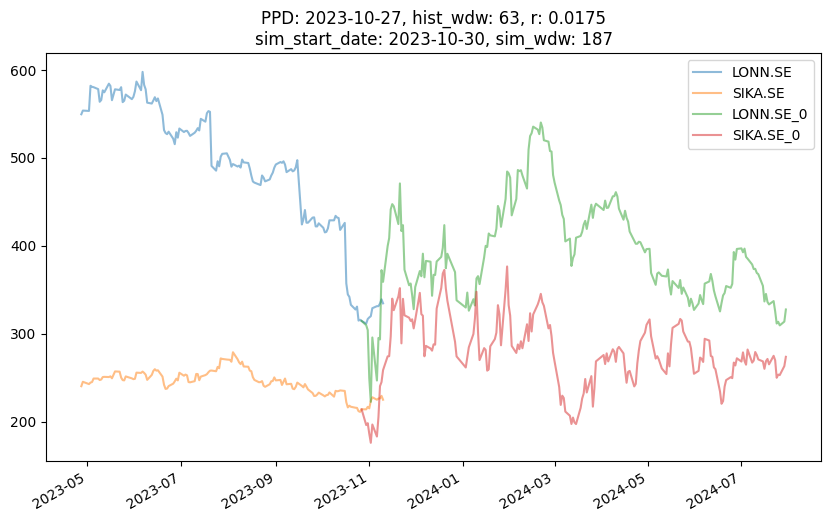 PPD: 2023-10-27, hist_wdw: 63, r: 0.0175
sim_start_date: 2023-10-30, sim_wdw: 187
LONN.SE
SIKA.SE
LONN.SE_0
SIKA.SE_0
600
500
400
300
200
2023-05
2023-07
2023-09
2023-11
2024-01
2024-03
2024-05
2024-07